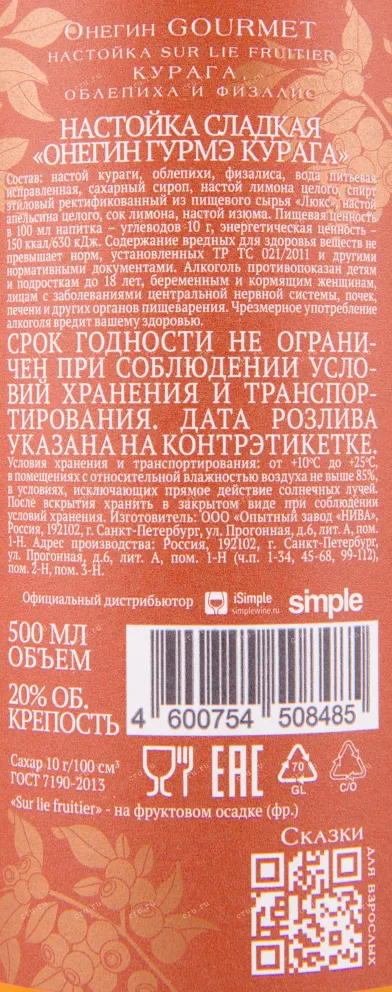 Онегин GOURMET
НАСТОЙКА SUR LIE FRUITIER
КУРАГА,
ОБЛЕПИХА И ФИЗАЛИС
НАСТОЙКА СЛАДКАЯ
«ОНЕГИН ГУРМЭ КУРАГА»
Состав: настой кураги, облепихи, физалиса, вода питьевая
исправленная, сахарный сироп, настой лимона целого, спирт
этиловый ректификованный из пищевого сырья «Люкс», настой
апельсина целого, сок лимона, настой изюма. Пищевая ценность
в 100 мл напитка – углеводов 10 г, энергетическая ценность –
150 ккал/630 кДж. Содержание вредных для здоровья веществ не
превышает норм, установленных ТР ТС 021/2011 и другими
нормативными документами. Алкоголь противопоказан детям
и подросткам до 18 лет, беременным и кормящим женщинам,
лицам с заболеваниями центральной нервной системы, почек,
печени и других органов пищеварения. Чрезмерное употребление
алкоголя вредит вашему здоровью.
СРОК ГОДНОСТИ НЕ ОГРАНИ-
ЧЕН ПРИ СОБЛЮДЕНИИ УСЛО-
ВИЙ ХРАНЕНИЯ И ТРАНСПОР-
ТИРОВАНИЯ. ДАТА РОЗЛИВА
УКАЗАНА НА КОНТРЭТИКЕТКЕ.
Условия хранения и транспортирования: от +10°С до +25°С,
в помещениях с относительной влажностью воздуха не выше 85%,
в условиях, исключающих прямое действие солнечных лучей.
После вскрытия хранить в закрытом виде при соблюдении
условий хранения. Изготовитель: ООО «Опытный завод «НИВА»,
Россия, 192102, г. Санкт-Петербург, ул. Прогонная, д.6, лит. А, пом.
1-Н. Адрес производства: Россия, 192102, г. Санкт-Петербург,
ул. Прогонная, д.6, лит. А, пом. 1-Н (ч.п. 1-34, 45-68, 99-112),
пом. 2-Н, пом. 3-Н.
Официальный дистрибьютор iSimple simple
simplewine.ru
500 МЛ
ОБЪЕМ
20% ОБ.
КРЕПОСТЬ
4 600754 508485
Сахар 10 г/100 см³
ГОСТ 7190-2013
EAC
70
GL
C/O
«Sur lie fruitier» - на фруктовом осадке (фр.)
Сказки
для взрослых